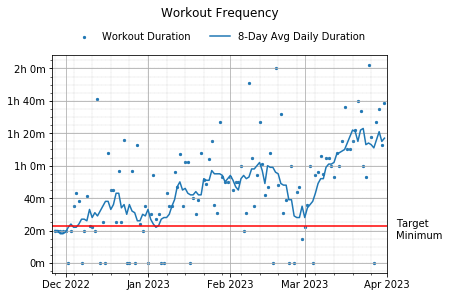 Workout Frequency
Workout Duration
8-Day Avg Daily Duration
2h 0m
1h 40m
1h 20m
1h 0m
40m
20m
0m
Target
Minimum
Dec 2022
Jan 2023
Feb 2023
Mar 2023
Apr 2023